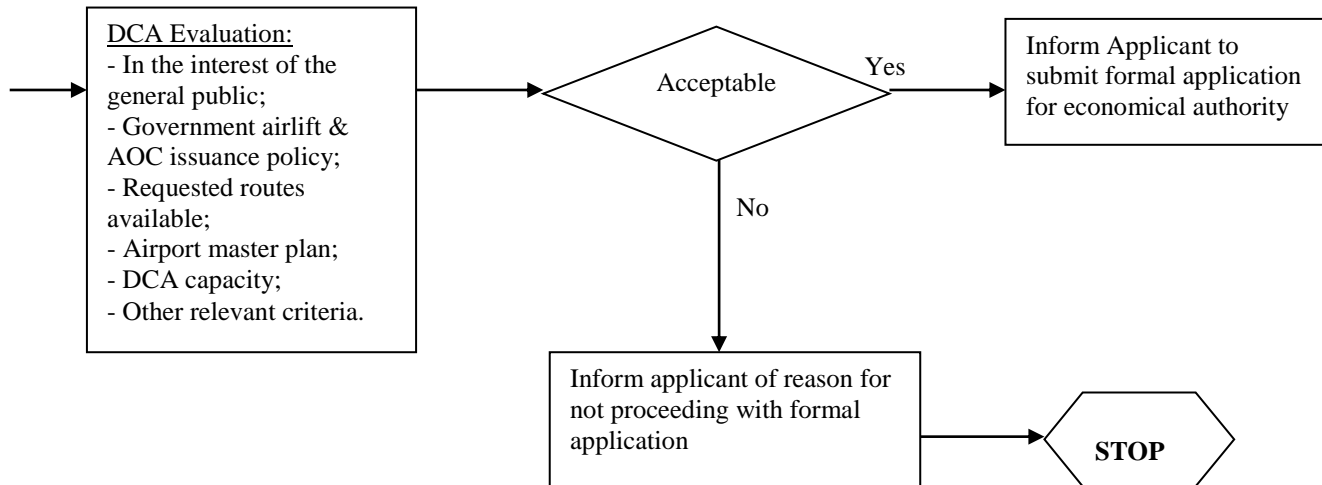 DCA Evaluation:
- In the interest of the
general public;
- Government airlift &
AOC issuance policy;
- Requested routes
available;
- Airport master plan;
- DCA capacity;
- Other relevant criteria.
Acceptable
Yes
Inform Applicant to
submit formal application
for economical authority
No
Inform applicant of reason for
not proceeding with formal
application
STOP